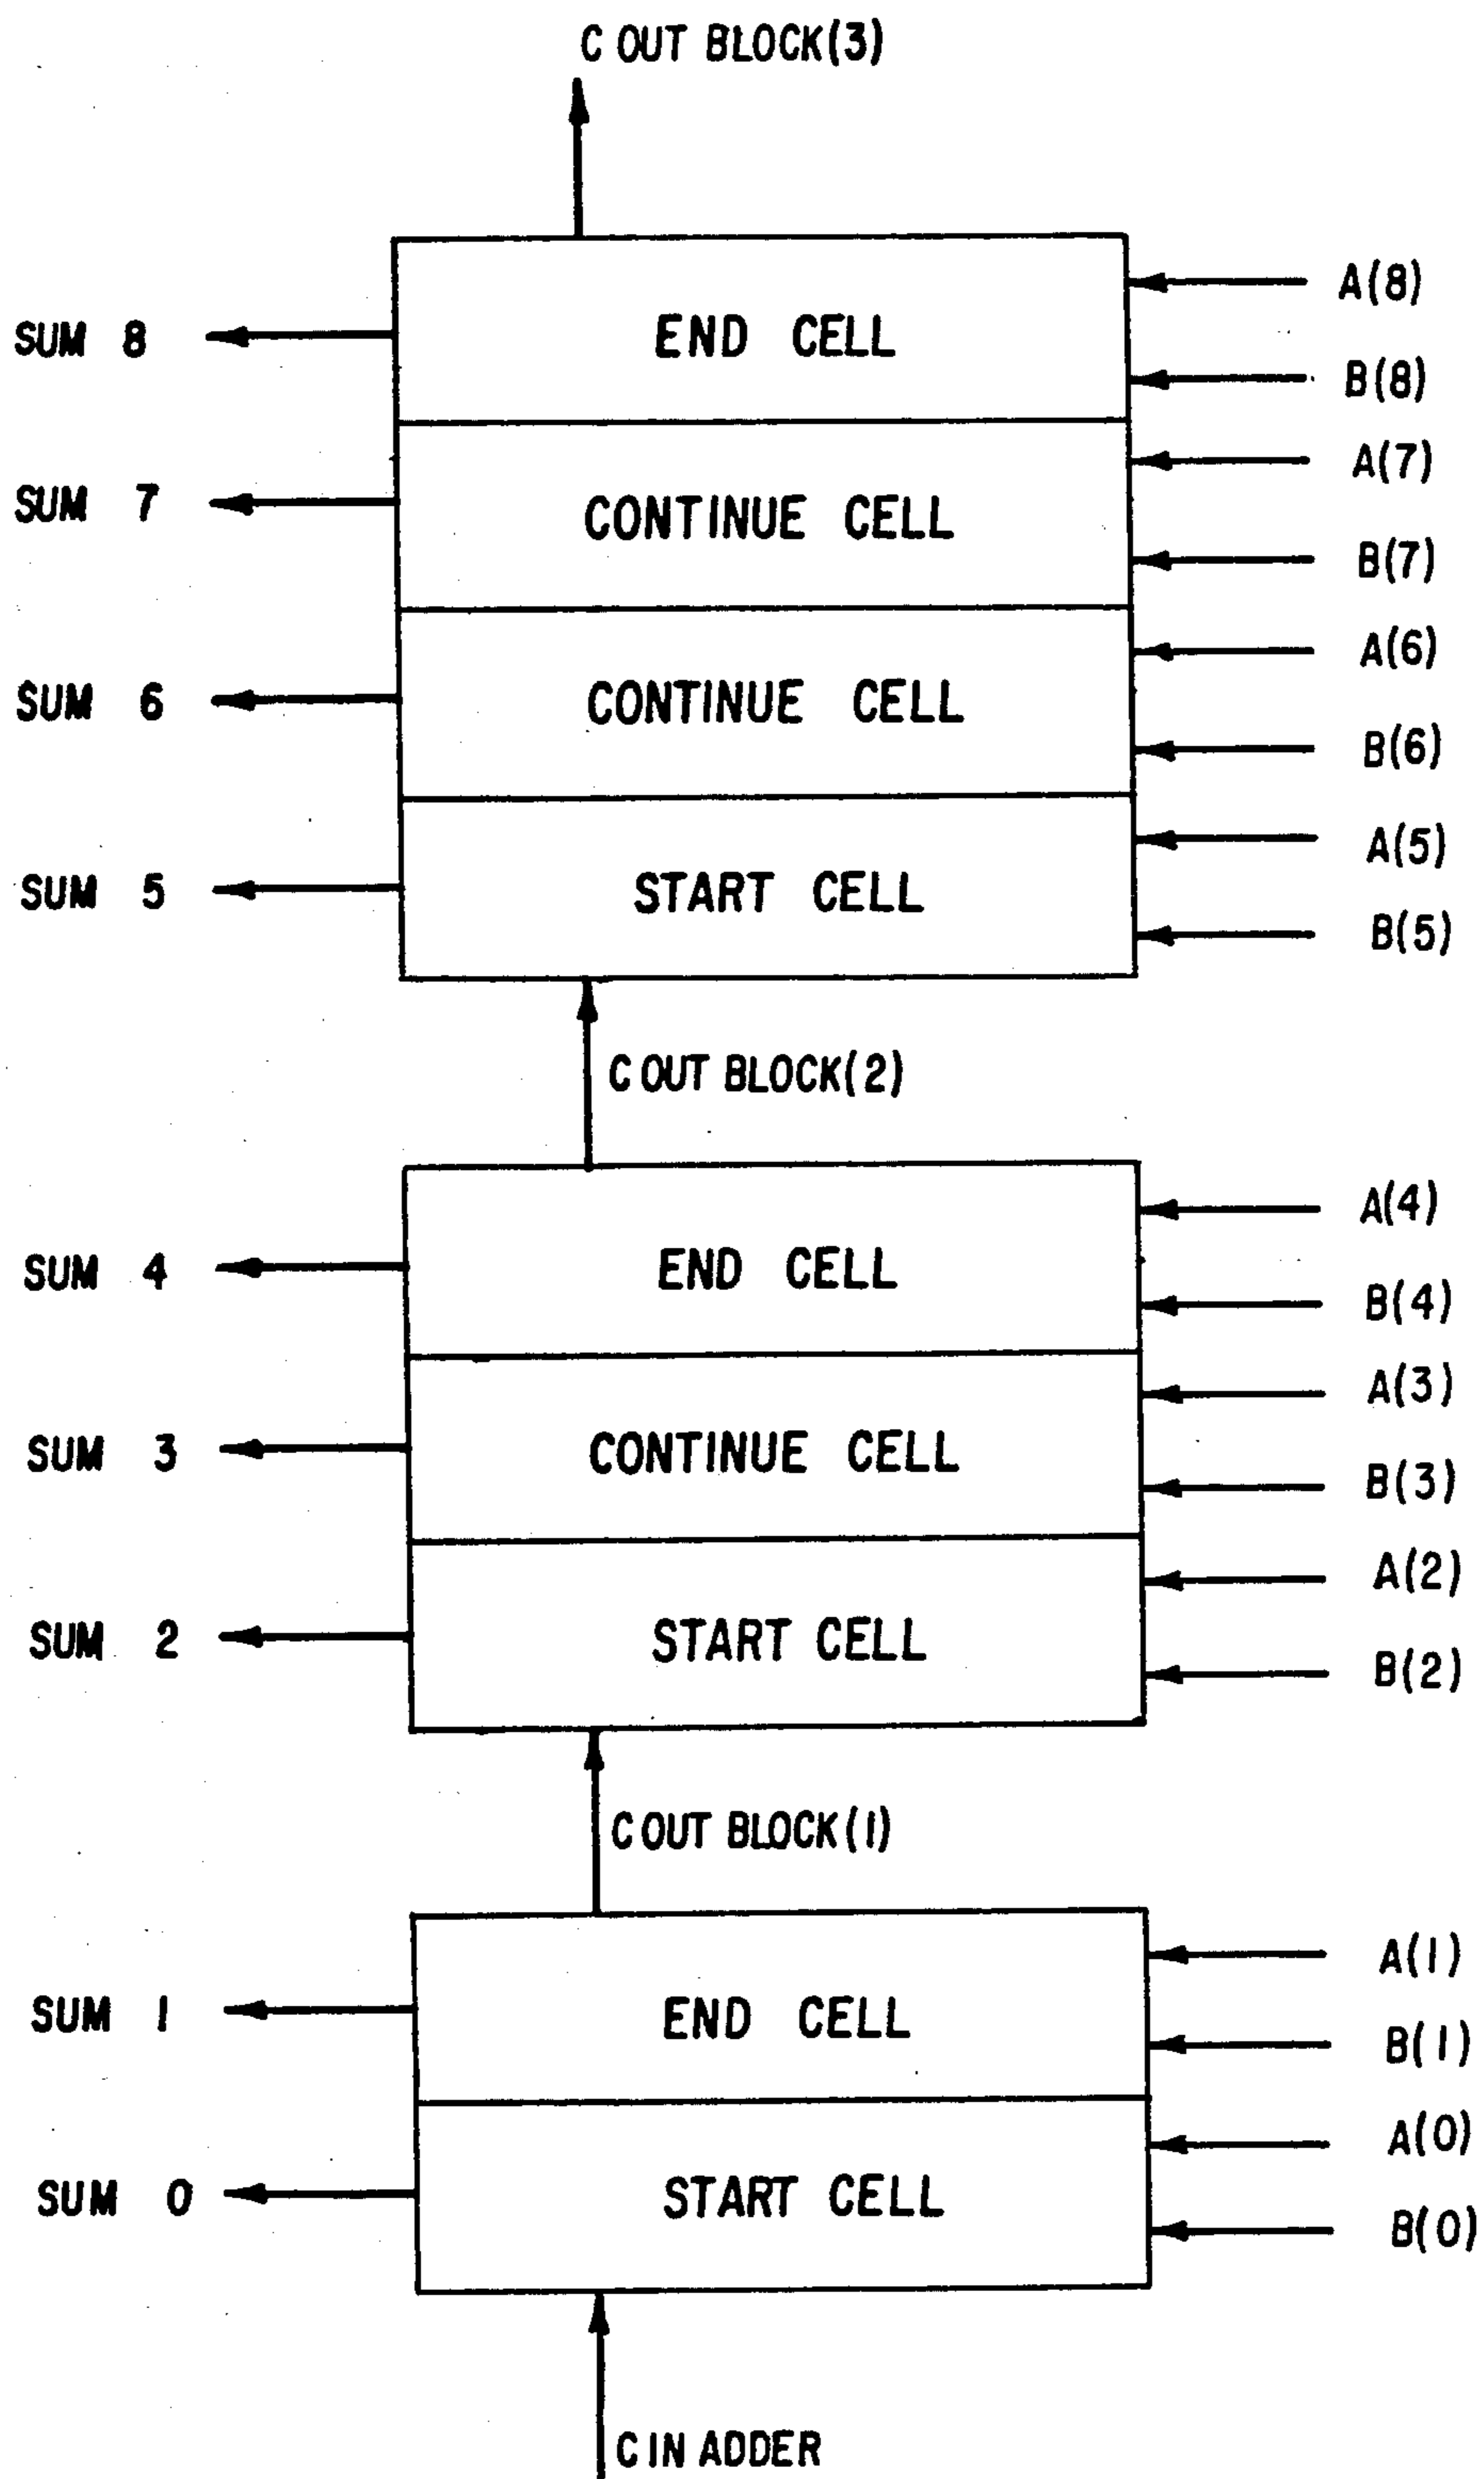 C OUT BLOCK(3)
A(8)
SUM 8
END CELL
B(8)
A(7)
SUM 7
CONTINUE CELL
B(7)
A(6)
SUM 6
CONTINUE CELL
B(6)
A(5)
SUM 5
START CELL
B(5)
C OUT BLOCK(2)
A(4)
SUM 4
END CELL
B(4)
A(3)
SUM 3
CONTINUE CELL
B(3)
A(2)
SUM 2
START CELL
B(2)
C OUT BLOCK(1)
A(1)
SUM 1
END CELL
B(1)
A(0)
SUM 0
START CELL
B(0)
C IN ADDER